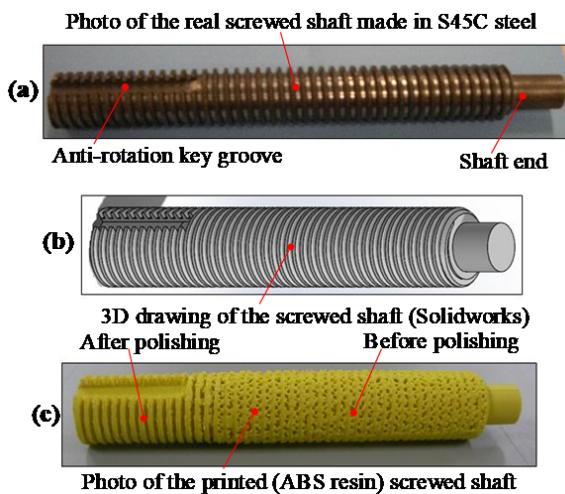 Photo of the real screwed shaft made in S45C steel
(a)
Anti-rotation key groove
Shaft end
(b)
3D drawing of the screwed shaft (Solidworks)
After polishing
Before polishing
(c)
Photo of the printed (ABS resin) screwed shaft